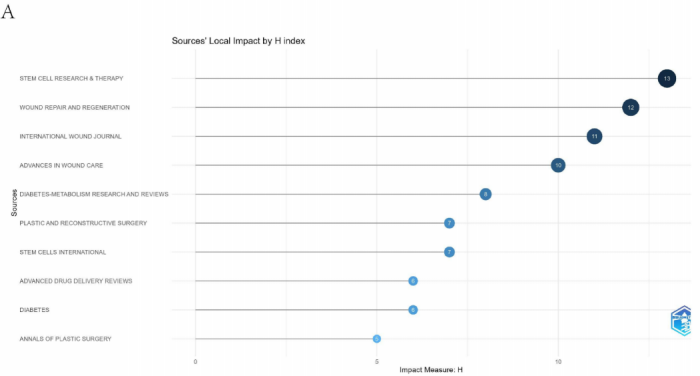 A
Sources' Local Impact by H index
STEM CELL RESEARCH & THERAPY
13
WOUND REPAIR AND REGENERATION
12
INTERNATIONAL WOUND JOURNAL
11
ADVANCES IN WOUND CARE
10
DIABETES-METABOLISM RESEARCH AND REVIEWS
8
PLASTIC AND RECONSTRUCTIVE SURGERY
7
STEM CELLS INTERNATIONAL
7
ADVANCED DRUG DELIVERY REVIEWS
6
DIABETES
6
ANNALS OF PLASTIC SURGERY
5
Sources
0 5 10
Impact Measure: H